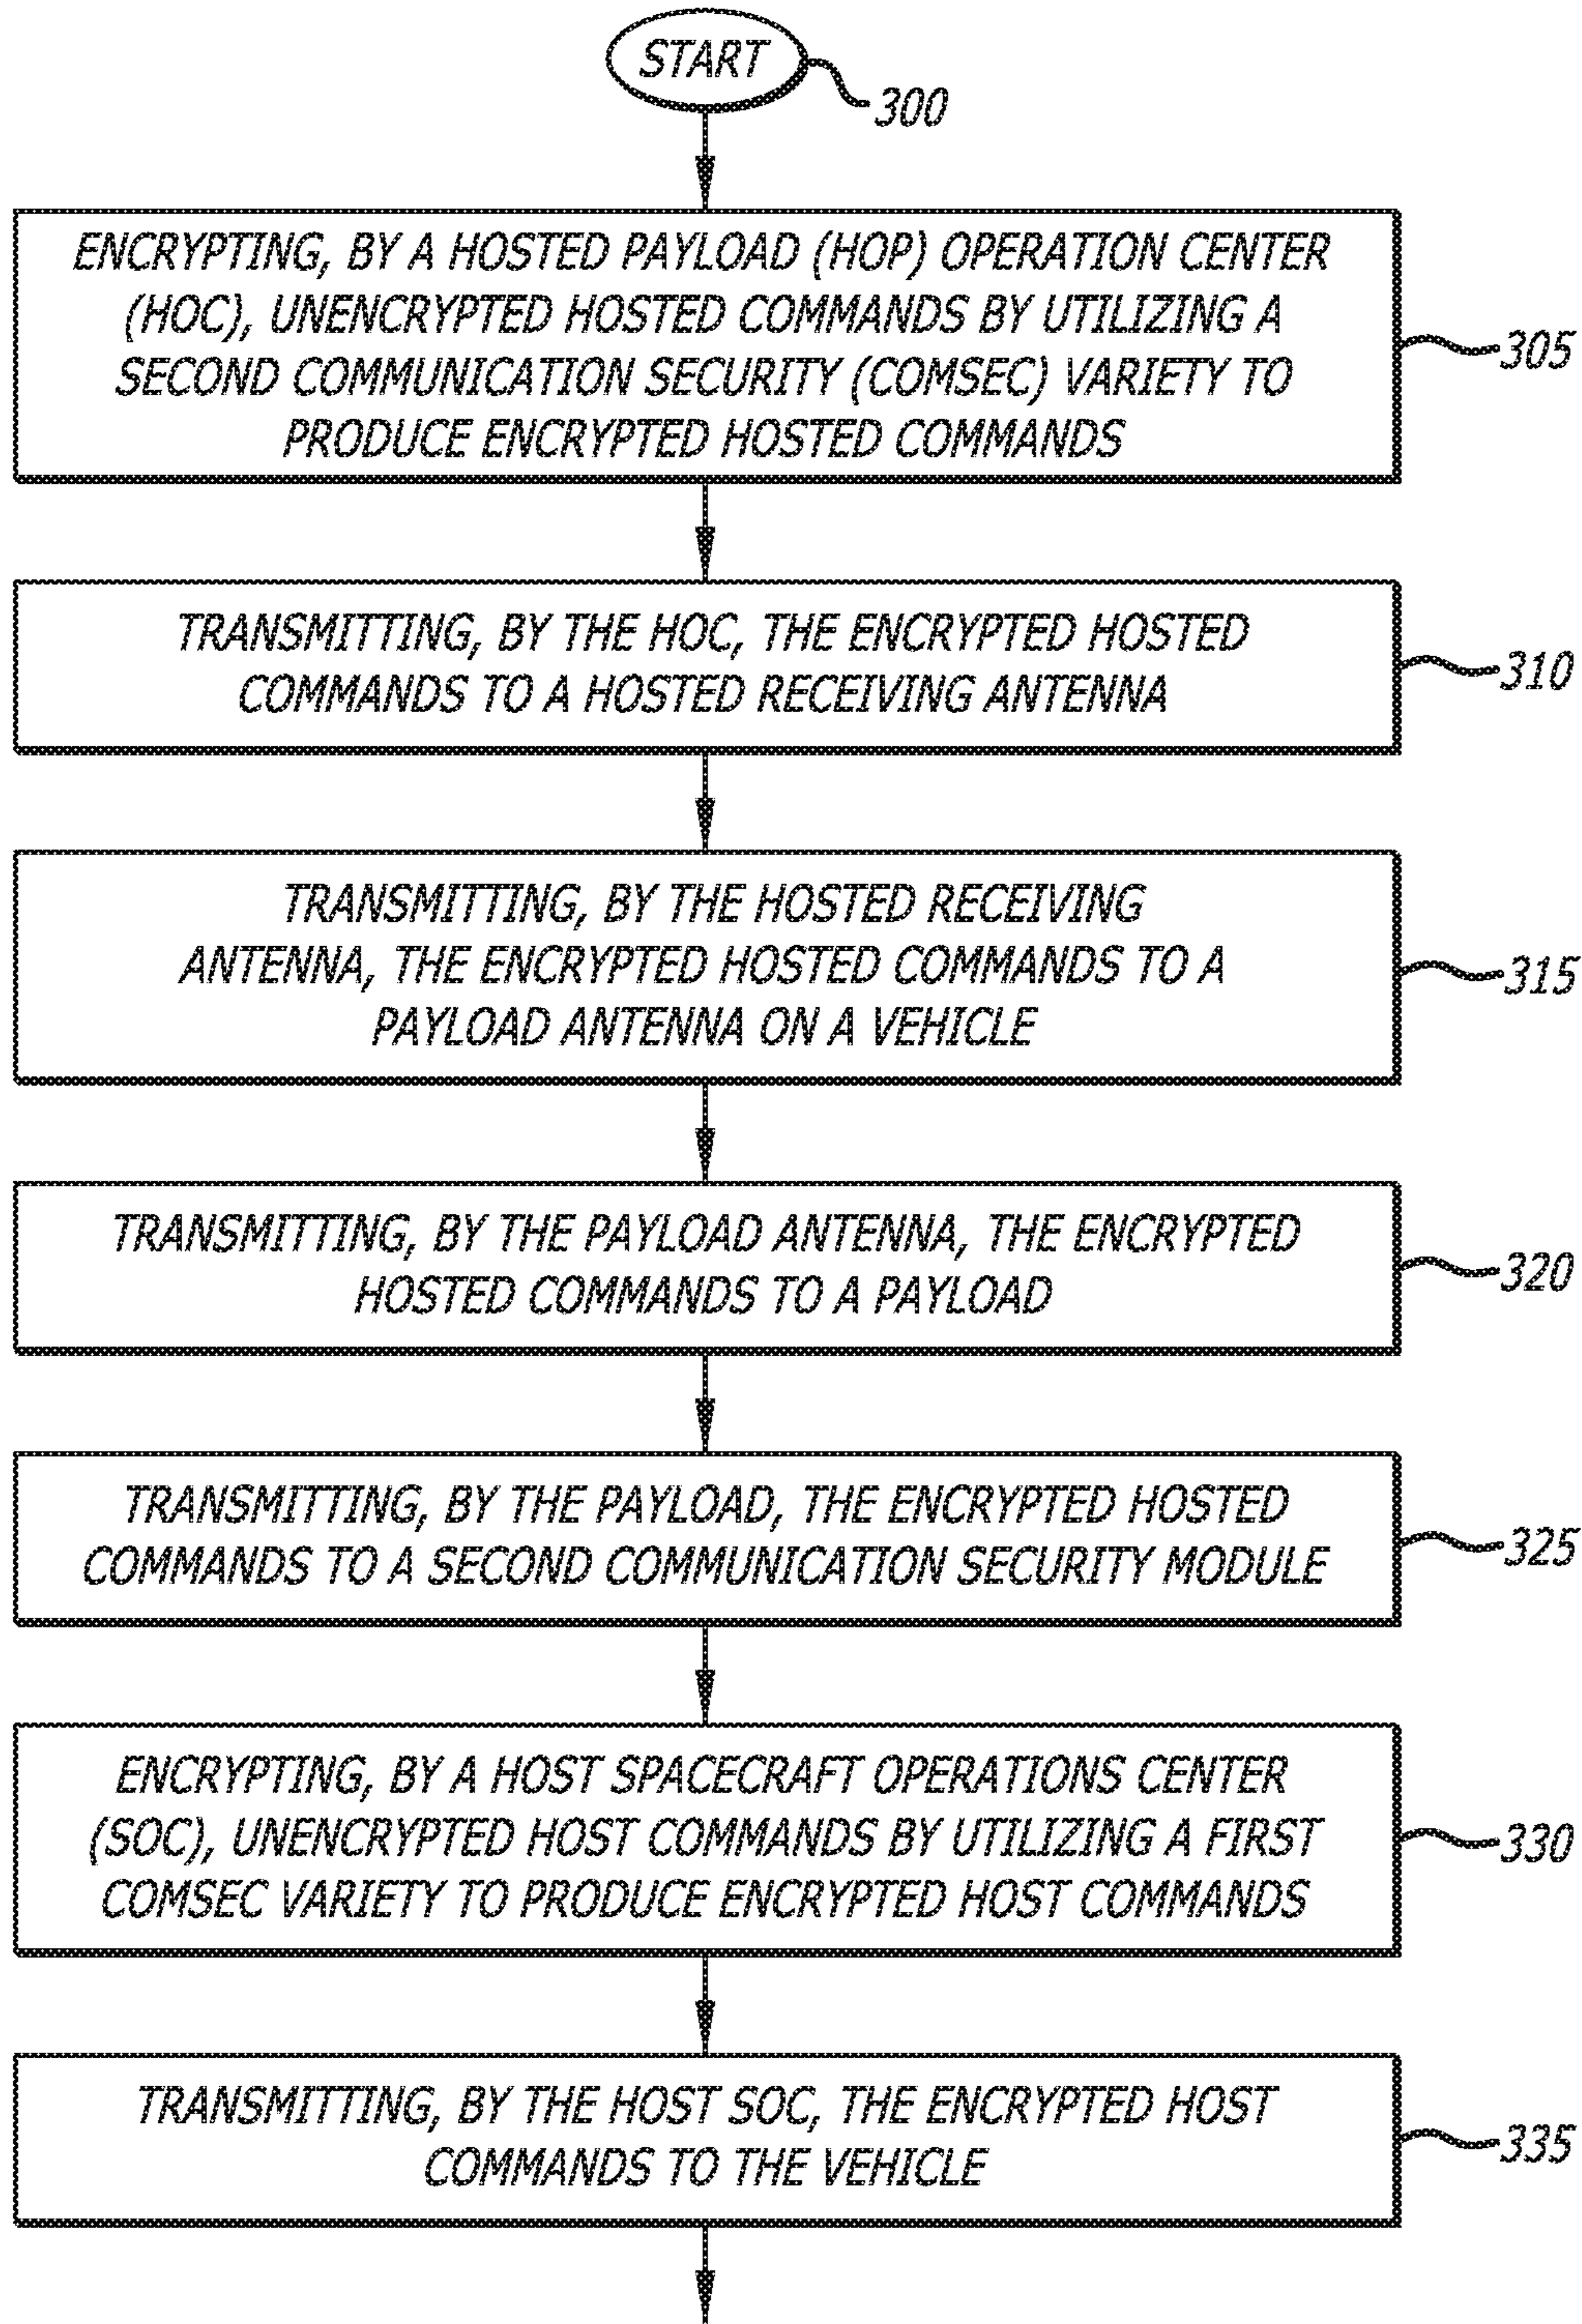 START
300
ENCRYPTING, BY A HOSTED PAYLOAD (HOP) OPERATION CENTER
(HOC), UNENCRYPTED HOSTED COMMANDS BY UTILIZING A
SECOND COMMUNICATION SECURITY (COMSEC) VARIETY TO
PRODUCE ENCRYPTED HOSTED COMMANDS
305
TRANSMITTING, BY THE HOC, THE ENCRYPTED HOSTED
COMMANDS TO A HOSTED RECEIVING ANTENNA
310
TRANSMITTING, BY THE HOSTED RECEIVING
ANTENNA, THE ENCRYPTED HOSTED COMMANDS TO A
PAYLOAD ANTENNA ON A VEHICLE
315
TRANSMITTING, BY THE PAYLOAD ANTENNA, THE ENCRYPTED
HOSTED COMMANDS TO A PAYLOAD
320
TRANSMITTING, BY THE PAYLOAD, THE ENCRYPTED HOSTED
COMMANDS TO A SECOND COMMUNICATION SECURITY MODULE
325
ENCRYPTING, BY A HOST SPACECRAFT OPERATIONS CENTER
(SOC), UNENCRYPTED HOST COMMANDS BY UTILIZING A FIRST
COMSEC VARIETY TO PRODUCE ENCRYPTED HOST COMMANDS
330
TRANSMITTING, BY THE HOST SOC, THE ENCRYPTED HOST
COMMANDS TO THE VEHICLE
335